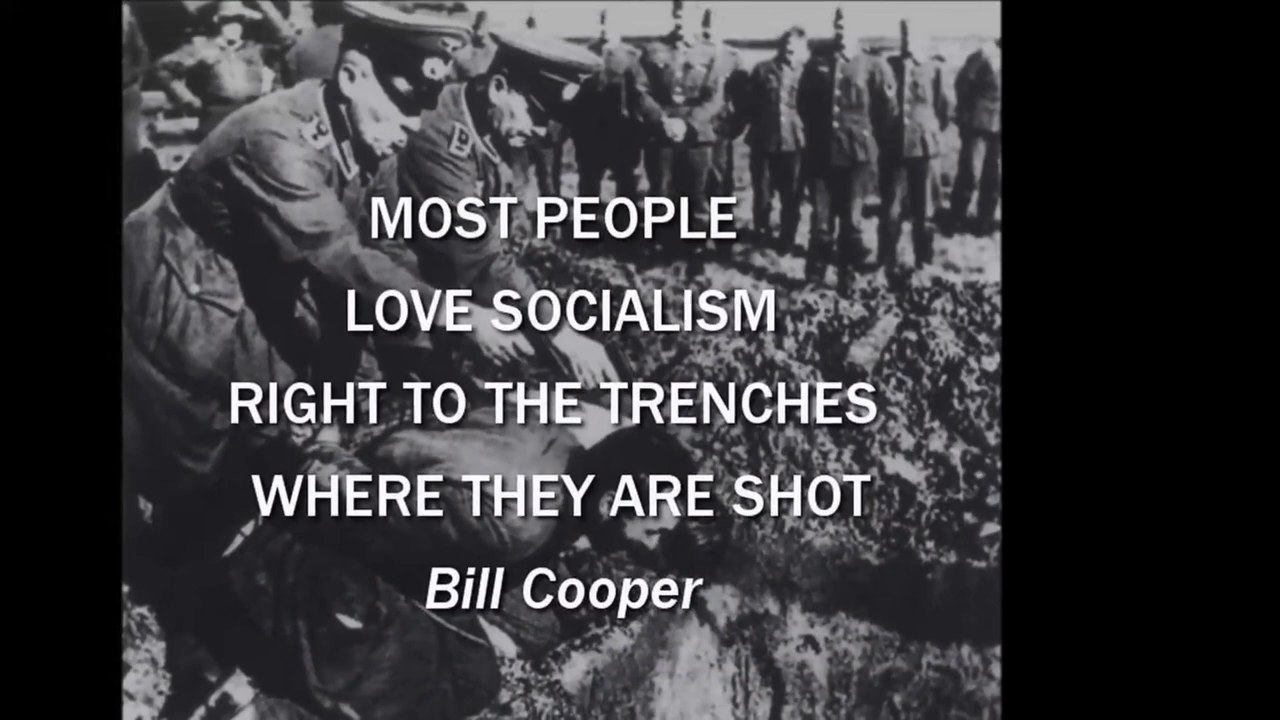 MOST PEOPLE
LOVE SOCIALISM
RIGHT TO THE TRENCHES
WHERE THEY ARE SHOT
Bill Cooper